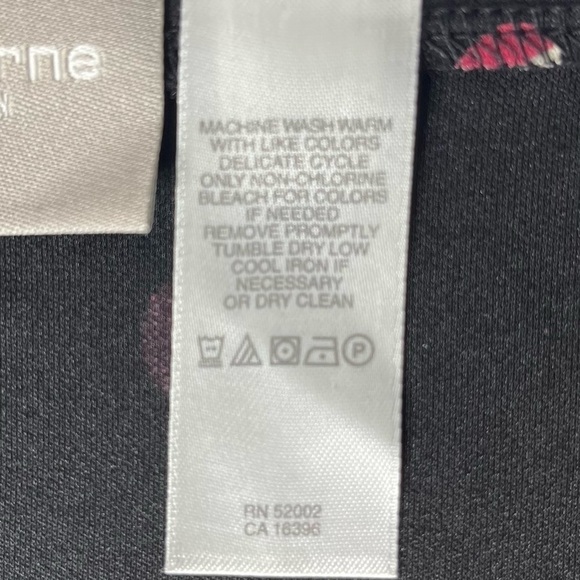 rne
N
MACHINE WASH WARM
WITH LIKE COLORS
DELICATE CYCLE
ONLY NON-CHLORINE
BLEACH FOR COLORS
IF NEEDED
REMOVE PROMPTLY
TUMBLE DRY LOW
COOL IRON IF
NECESSARY
OR DRY CLEAN
P
RN 52002
CA 16396